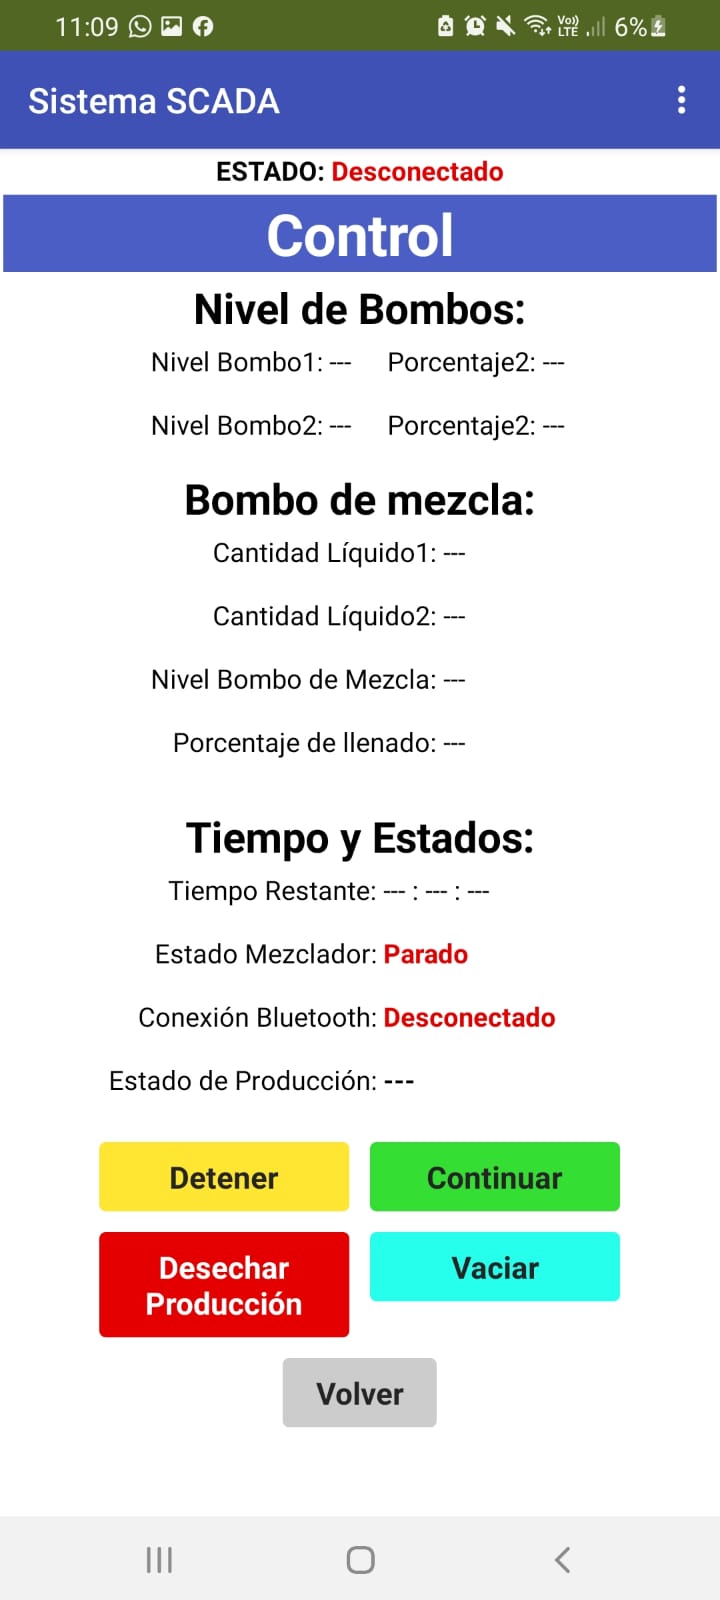 11:09 Vo)) LTE 6%
Sistema SCADA
ESTADO: Desconectado
Control
Nivel de Bombos:
Nivel Bombo1: --- Porcentaje2: ---
Nivel Bombo2: --- Porcentaje2: ---
Bombo de mezcla:
Cantidad Líquido1: ---
Cantidad Líquido2: ---
Nivel Bombo de Mezcla: ---
Porcentaje de llenado: ---
Tiempo y Estados:
Tiempo Restante: --- : --- : ---
Estado Mezclador: Parado
Conexión Bluetooth: Desconectado
Estado de Producción: ---
Detener Continuar
Desechar
Producción
Vaciar
Volver